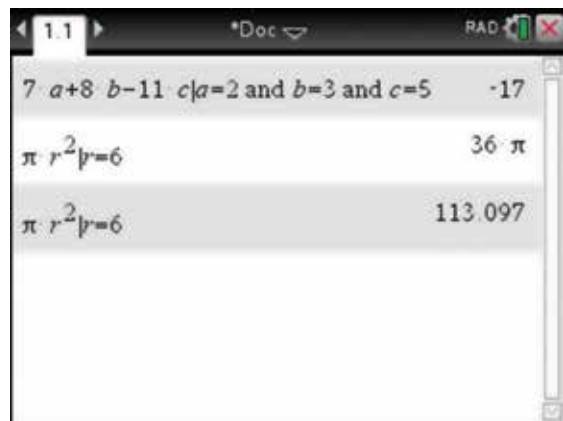 1.1 *Doc RAD
7 a+8 b−11 c|a=2 and b=3 and c=5 -17
π r²|r=6 36 π
π r²|r=6 113.097